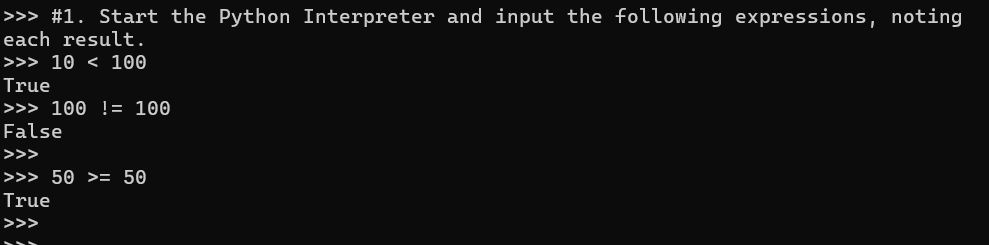 >>> #1. Start the Python Interpreter and input the following expressions, noting
each result.
>>> 10 < 100
True
>>> 100 != 100
False
>>>
>>> 50 >= 50
True
>>>
>>>